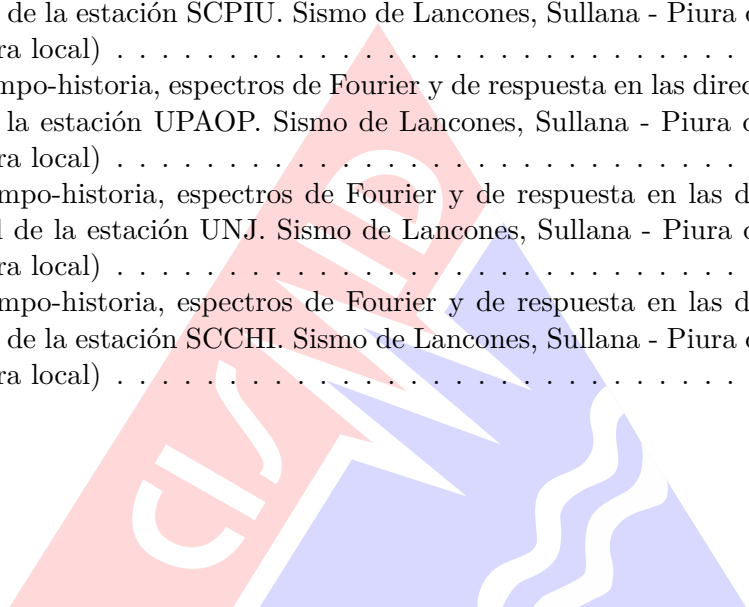 de la estación SCPIU. Sismo de Lancones, Sullana - Piura
ra local) . . . . . . . . . . . . . . . . . . . . . . . . . . . .
mpo-historia, espectros de Fourier y de respuesta en las
la estación UPAOP. Sismo de Lancones, Sullana - Piura
ra local) . . . . . . . . . . . . . . . . . . . . . . . . . . . .
mpo-historia, espectros de Fourier y de respuesta en las d
de la estación UNJ. Sismo de Lancones, Sullana - Piura
ra local) . . . . . . . . . . . . . . . . . . . . . . . . . . . .
mpo-historia, espectros de Fourier y de respuesta en las d
de la estación SCCHI. Sismo de Lancones, Sullana - Piura
ra local) . . . . . . . . . . . . . . . . . . . . . . . . . . . .
CISMID